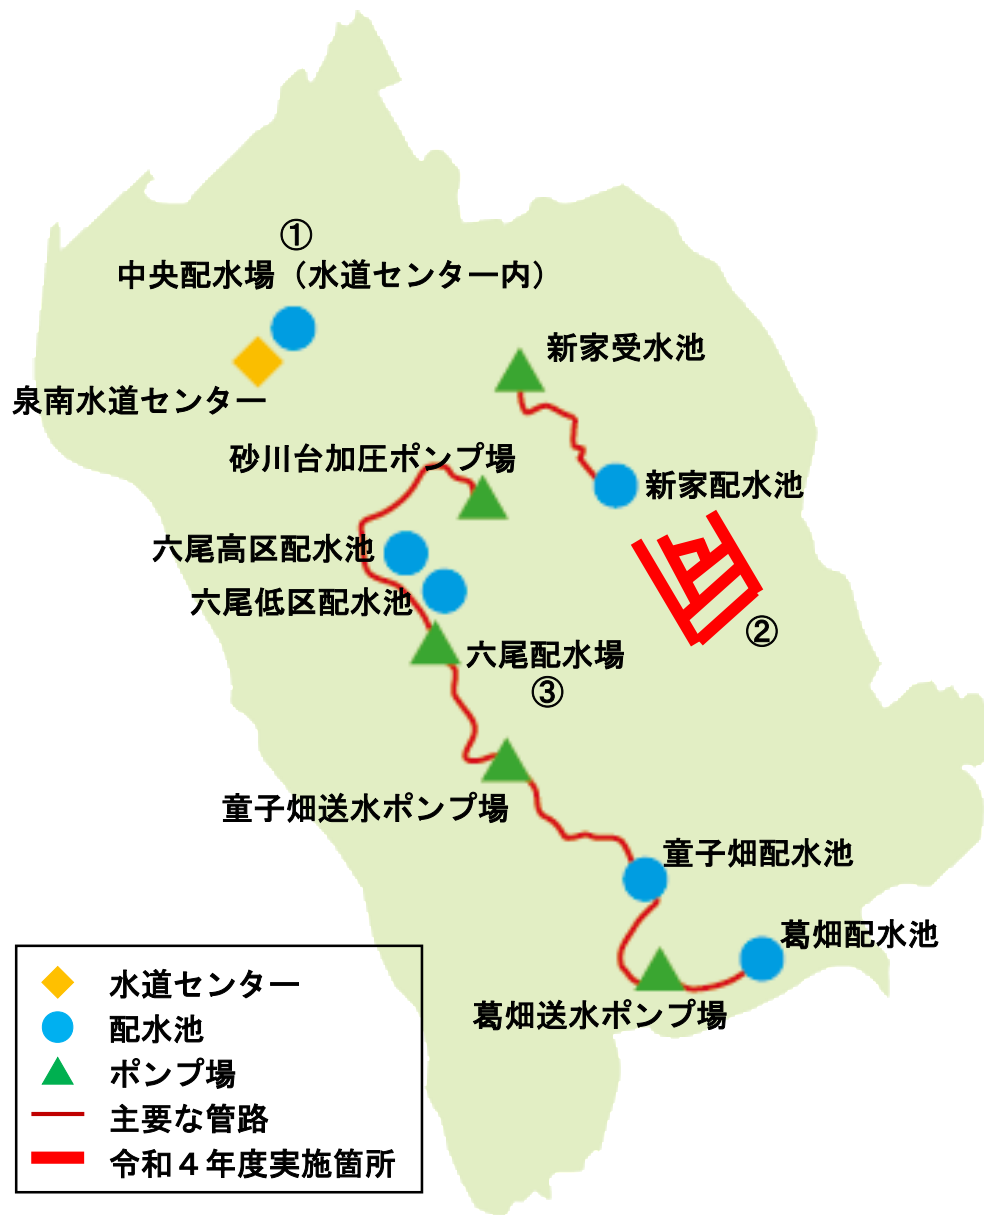 ①
中央配水場（水道センター内）
新家受水池
泉南水道センター
砂川台加圧ポンプ場
新家配水池
六尾高区配水池
六尾低区配水池
②
六尾配水場
③
童子畑送水ポンプ場
童子畑配水池
葛畑配水池
葛畑送水ポンプ場
水道センター
配水池
ポンプ場
主要な管路
令和４年度実施箇所